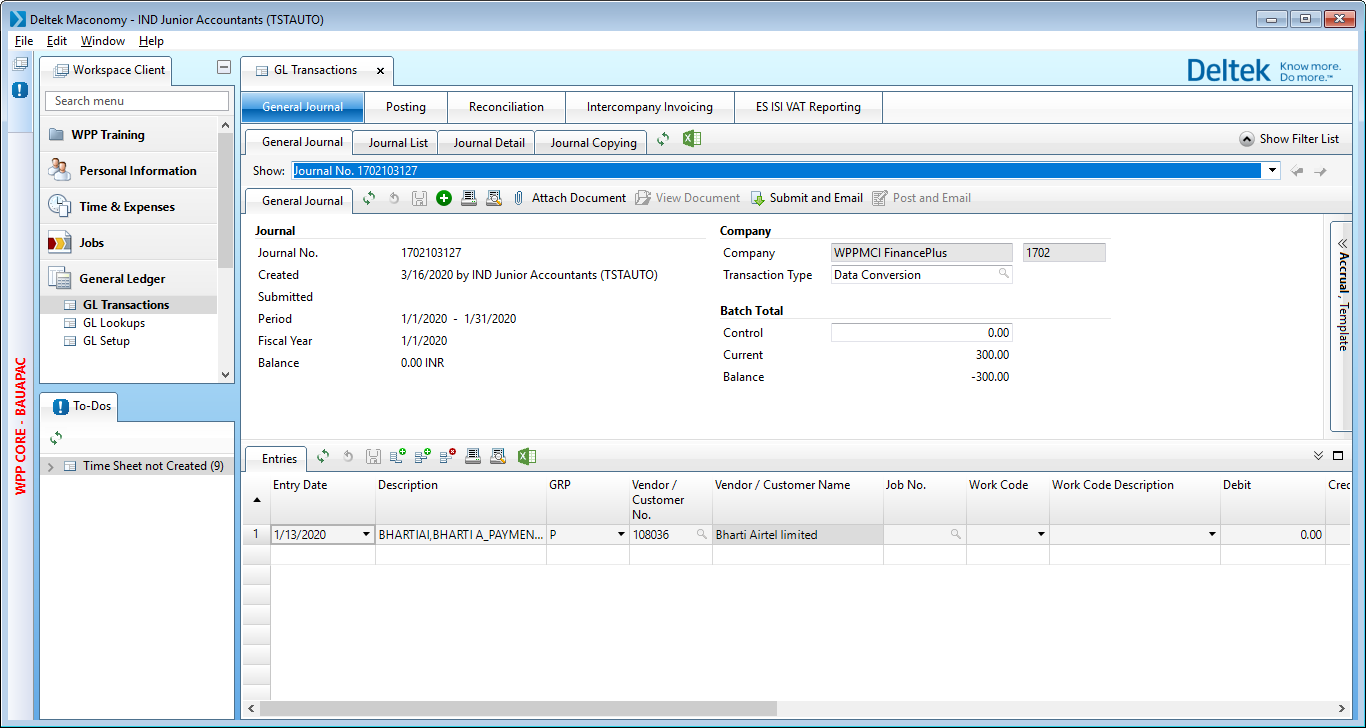 Deltek Maconomy - IND Junior Accountants (TSTAUTO)
File Edit Window Help
Workspace Client
GL Transactions
Deltek Know more. Do more.™
Search menu
WPP Training
Personal Information
Time & Expenses
Jobs
General Ledger
GL Transactions
GL Lookups
GL Setup
WPP CORE - BAUAPAC
To-Dos
Time Sheet not Created (9)
General Journal Posting Reconciliation Intercompany Invoicing ES ISI VAT Reporting
General Journal Journal List Journal Detail Journal Copying Show Filter List
Show: Journal No. 1702103127
General Journal Attach Document View Document Submit and Email Post and Email
Journal
Journal No. 1702103127
Created 3/16/2020 by IND Junior Accountants (TSTAUTO)
Submitted
Period 1/1/2020 - 1/31/2020
Fiscal Year 1/1/2020
Balance 0.00 INR
Company
Company WPPMCI FinancePlus 1702
Transaction Type Data Conversion
Batch Total
Control 0.00
Current 300.00
Balance -300.00
Accrual , Template
Entries
Entry Date Description GRP Vendor / Customer No. Vendor / Customer Name Job No. Work Code Work Code Description Debit Crec
1 1/13/2020 BHARTIAI,BHARTI A_PAYMEN... P 108036 Bharti Airtel limited 0.00